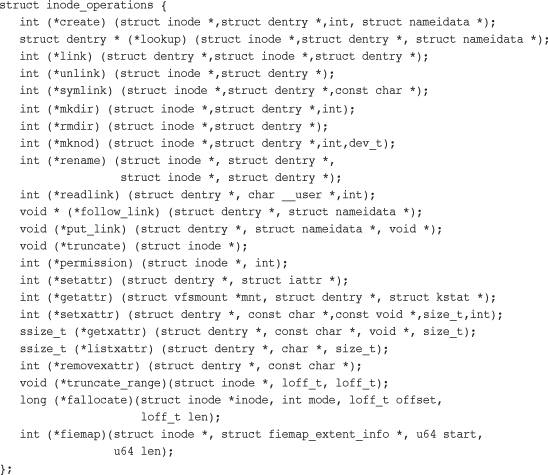 struct inode_operations {
int (*create) (struct inode *,struct dentry *,int, struct nameidata *);
struct dentry * (*lookup) (struct inode *,struct dentry *, struct nameidata *);
int (*link) (struct dentry *,struct inode *,struct dentry *);
int (*unlink) (struct inode *,struct dentry *);
int (*symlink) (struct inode *,struct dentry *,const char *);
int (*mkdir) (struct inode *,struct dentry *,int);
int (*rmdir) (struct inode *,struct dentry *);
int (*mknod) (struct inode *,struct dentry *,int,dev_t);
int (*rename) (struct inode *, struct dentry *,
struct inode *, struct dentry *);
int (*readlink) (struct dentry *, char __user *,int);
void * (*follow_link) (struct dentry *, struct nameidata *);
void (*put_link) (struct dentry *, struct nameidata *, void *);
void (*truncate) (struct inode *);
int (*permission) (struct inode *, int);
int (*setattr) (struct dentry *, struct iattr *);
int (*getattr) (struct vfsmount *mnt, struct dentry *, struct kstat *);
int (*setxattr) (struct dentry *, const char *,const void *,size_t,int);
ssize_t (*getxattr) (struct dentry *, const char *, void *, size_t);
ssize_t (*listxattr) (struct dentry *, char *, size_t);
int (*removexattr) (struct dentry *, const char *);
void (*truncate_range)(struct inode *, loff_t, loff_t);
long (*fallocate)(struct inode *inode, int mode, loff_t offset,
loff_t len);
int (*fiemap)(struct inode *, struct fiemap_extent_info *, u64 start,
u64 len);
};